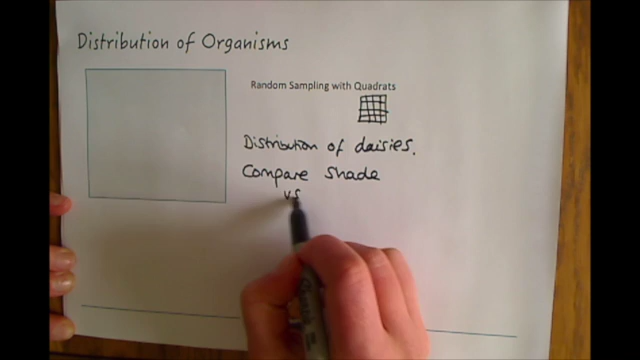 Distribution of Organisms
Random Sampling with Quadrats
Distribution of daisies.
Compare shade
vs